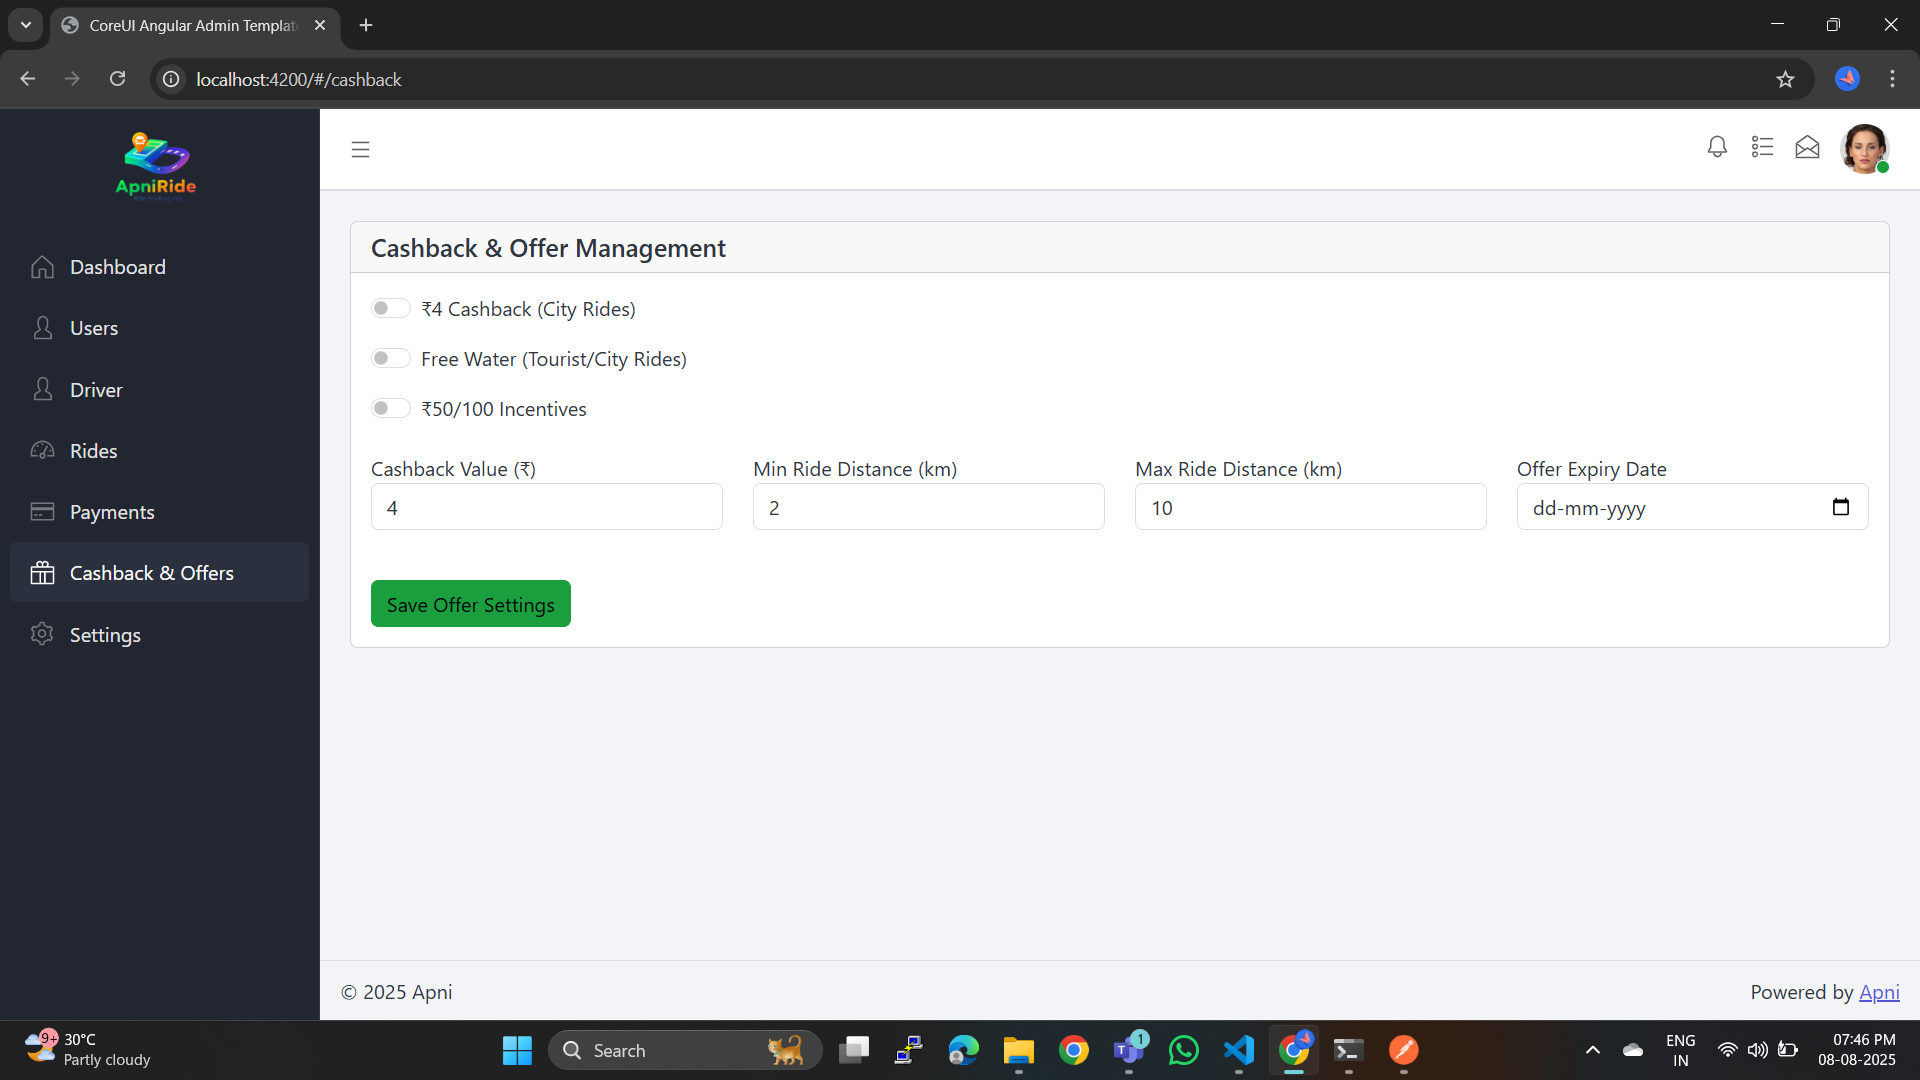 CoreUI Angular Admin Templat
localhost:4200/#/cashback
ApniRide
Dashboard
Users
Driver
Rides
Payments
Cashback & Offers
Settings
Cashback & Offer Management
₹4 Cashback (City Rides)
Free Water (Tourist/City Rides)
₹50/100 Incentives
Cashback Value (₹) Min Ride Distance (km) Max Ride Distance (km) Offer Expiry Date
4 2 10 dd-mm-yyyy
Save Offer Settings
© 2025 Apni Powered by Apni
9+ 30°C
Partly cloudy
Search
1
ENG
IN
07:46 PM
08-08-2025